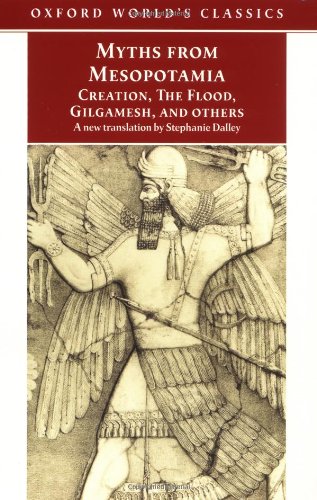 OXFORD WORLD'S CLASSICS
MYTHS FROM
MESOPOTAMIA
CREATION, THE FLOOD,
GILGAMESH, AND OTHERS
A new translation by Stephanie Dalley